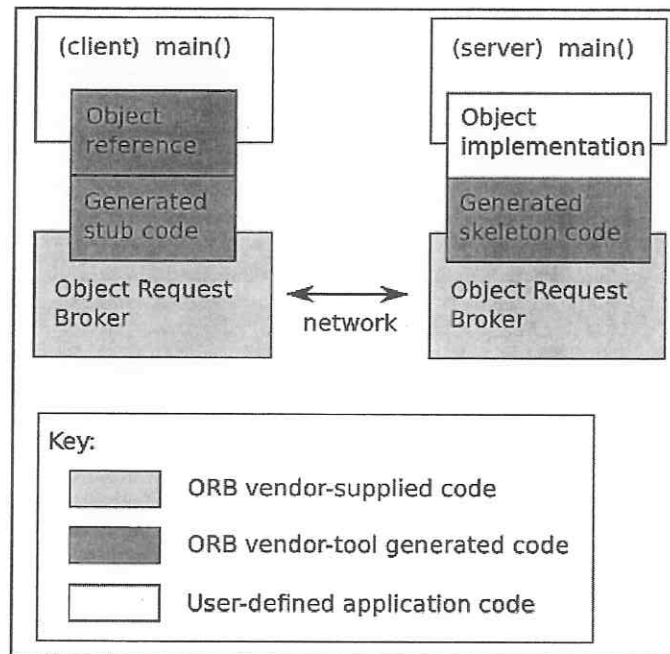 (client) main()
Object
reference
Generated
stub code
Object Request
Broker
network
(server) main()
Object
implementation
Generated
skeleton code
Object Request
Broker
Key:
ORB vendor-supplied code
ORB vendor-tool generated code
User-defined application code